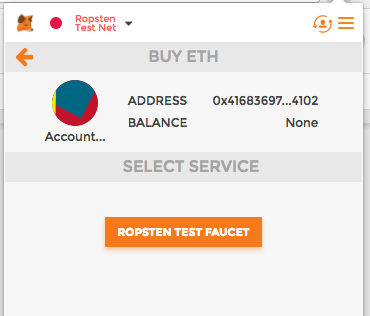 Ropsten
Test Net
BUY ETH
ADDRESS 0x41683697...4102
BALANCE None
Account...
SELECT SERVICE
ROPSTEN TEST FAUCET